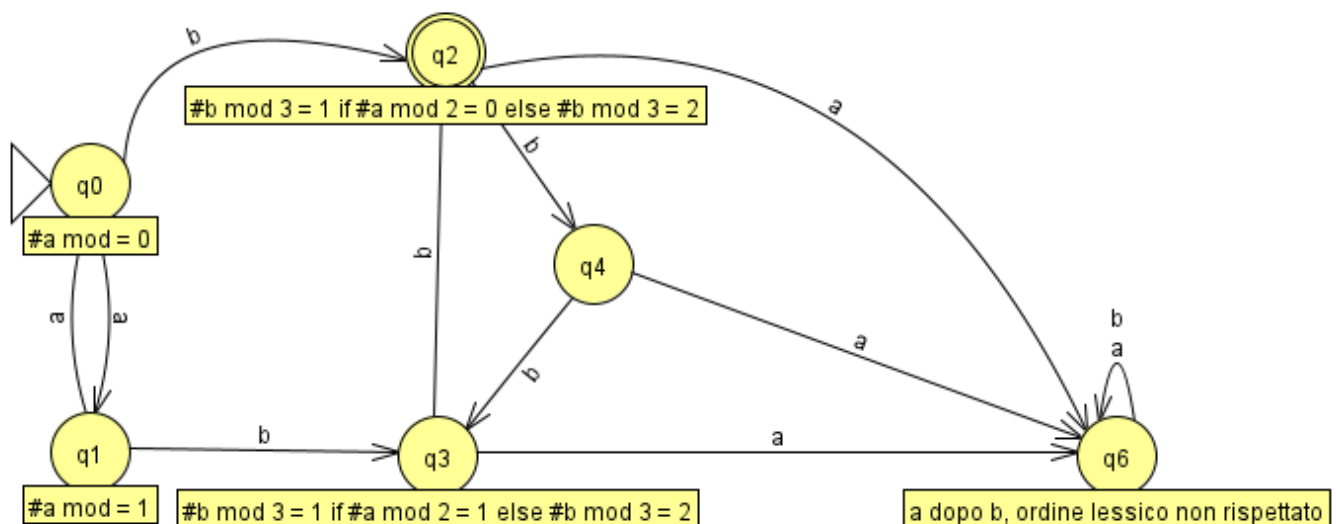 b
q2
#b mod 3 = 1 if #a mod 2 = 0 else #b mod 3 = 2
a
b
q0
#a mod = 0
b
q4
a
a
a
b
b
a
b
a
q1
b
q3
a
q6
#a mod = 1
#b mod 3 = 1 if #a mod 2 = 1 else #b mod 3 = 2
a dopo b, ordine lessico non rispettato